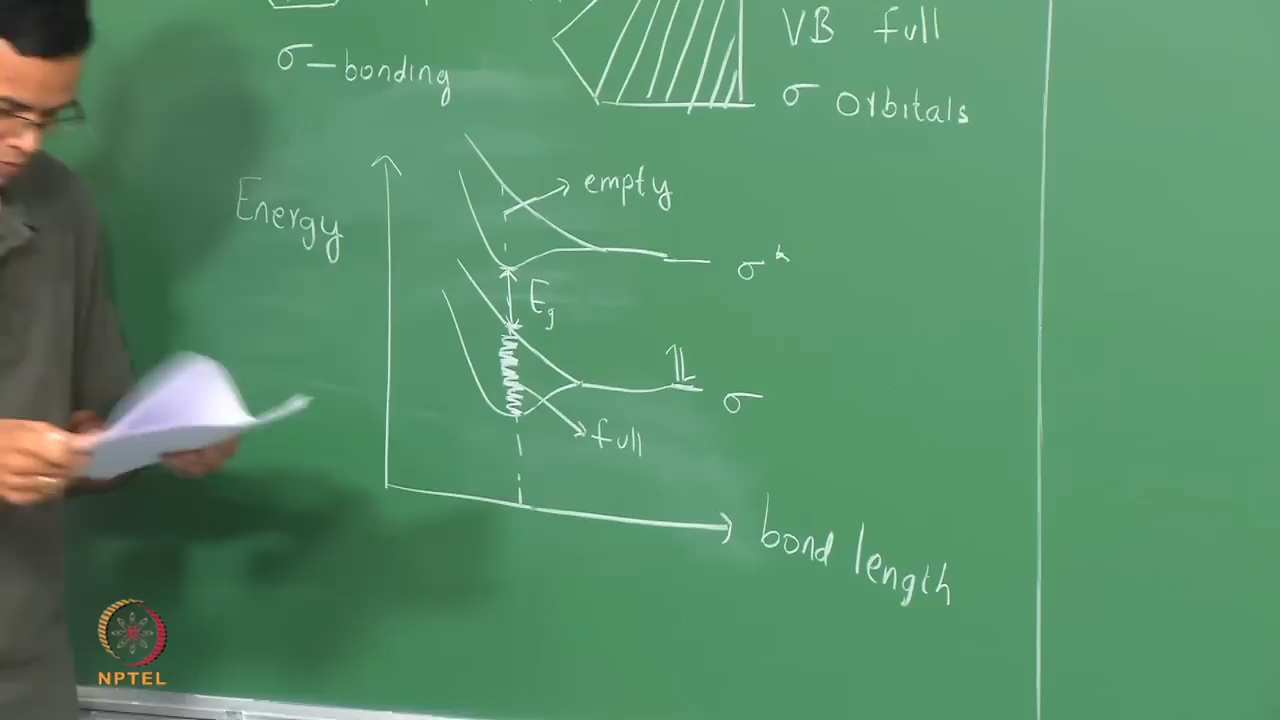 VB full
σ orbitals
σ-bonding
Energy
empty
σ*
Eg
σ
full
bond length
NPTEL